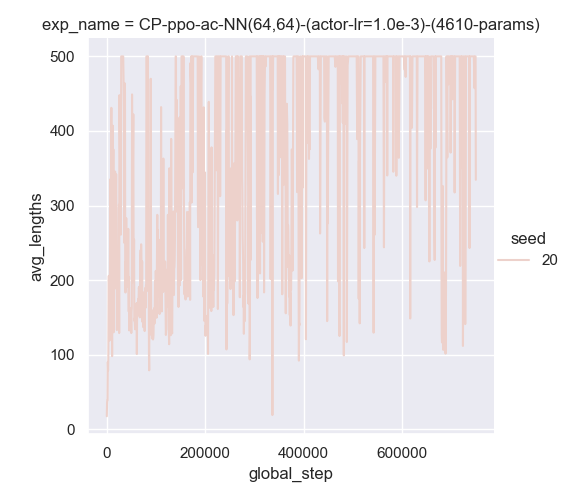 exp_name = CP-ppo-ac-NN(64,64)-(actor-lr=1.0e-3)-(4610-params)
500
400
300
200
100
0
avg_lengths
0 200000 400000 600000
global_step
seed
20